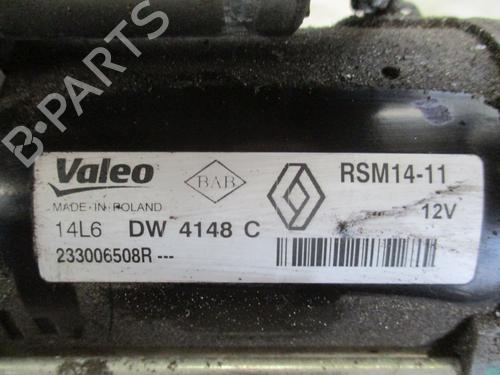 B-PARTS
Valeo
BAB
RSM14-11
MADE-IN-POLAND
12V
14L6 DW 4148 C
233006508R ---